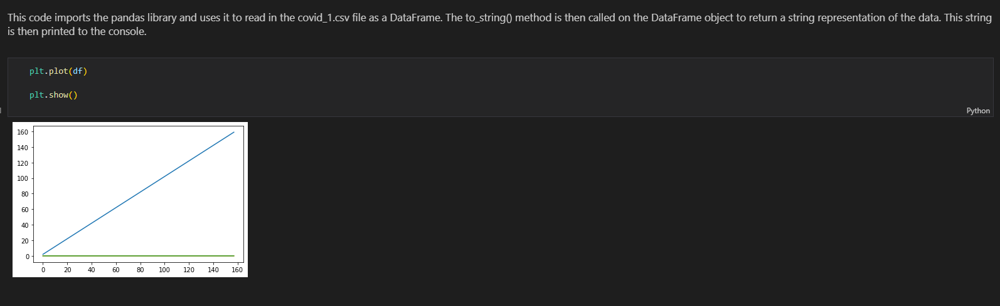 This code imports the pandas library and uses it to read in the covid_1.csv file as a DataFrame. The to_string() method is then called on the DataFrame object to return a string representation of the data. This string
is then printed to the console.
plt.plot(df)
plt.show()
Python
160
140
120
100
80
60
40
20
0
0 20 40 60 80 100 120 140 160